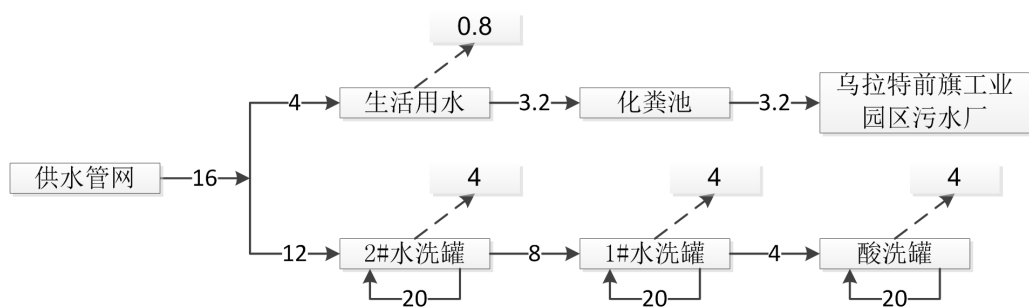 0.8
4
生活用水
3.2
化粪池
3.2
乌拉特前旗工业
园区污水厂
供水管网
16
4
4
4
12
2#水洗罐
8
1#水洗罐
4
酸洗罐
20
20
20